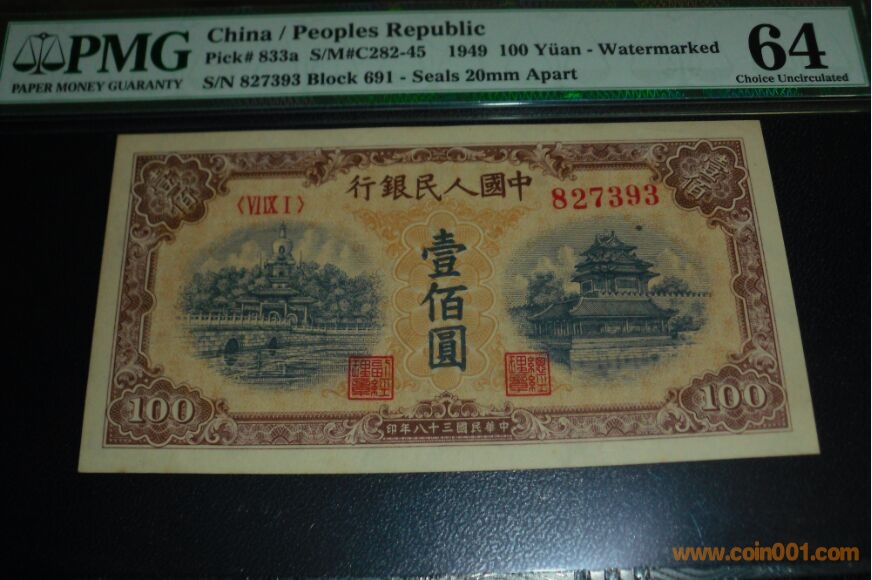 PMG
PAPER MONEY GUARANTY
China / Peoples Republic
Pick# 833a S/M#C282-45 1949 100 Yüan - Watermarked
S/N 827393 Block 691 - Seals 20mm Apart
64
Choice Uncirculated
壹佰
行銀民人國中
壹佰
〈VI IX I〉
827393
壹佰圓
100
100
印年八十三國民華中
www.coin001.com